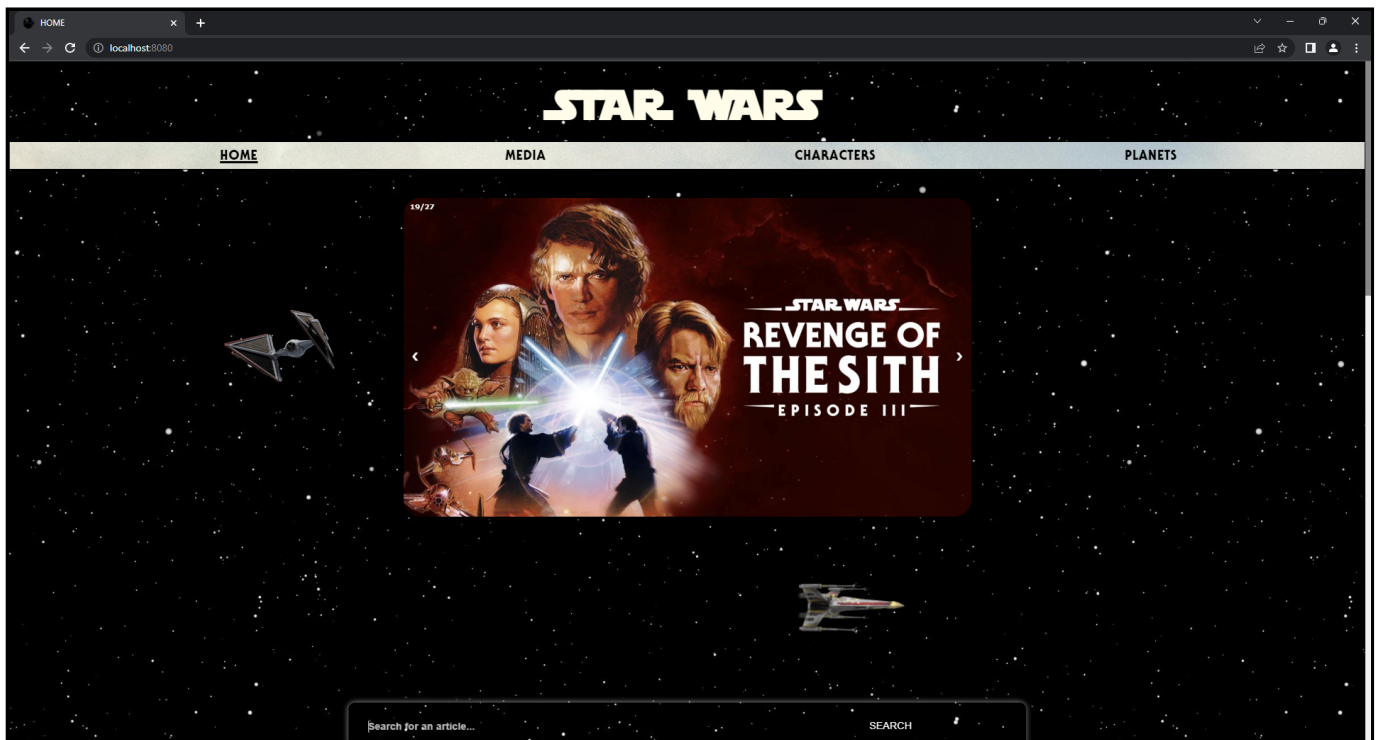 HOME
localhost:8080
STAR WARS
HOME MEDIA CHARACTERS PLANETS
19/27
STAR WARS
REVENGE OF
THE SITH
EPISODE III
Search for an article... SEARCH